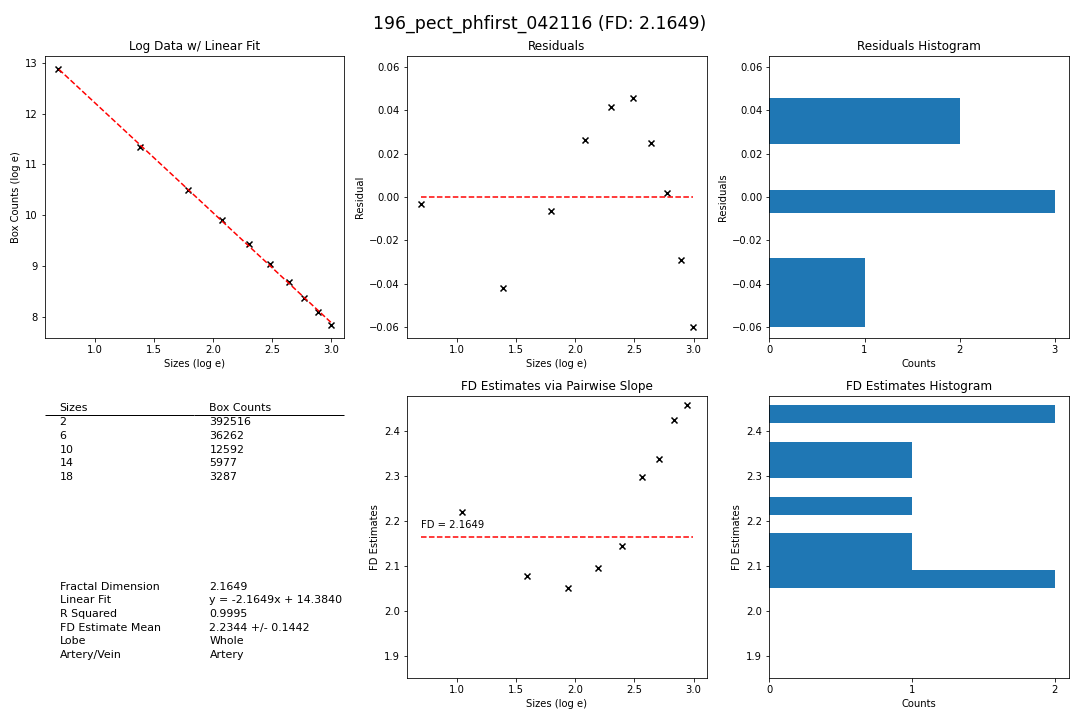 196_pect_phfirst_042116 (FD: 2.1649)
Log Data w/ Linear Fit
Box Counts (log e)
13
12
11
10
9
8
1.0 1.5 2.0 2.5 3.0
Sizes (log e)
Residuals
Residual
0.06
0.04
0.02
0.00
−0.02
−0.04
−0.06
1.0 1.5 2.0 2.5 3.0
Sizes (log e)
Residuals Histogram
Residuals
0.06
0.04
0.02
0.00
−0.02
−0.04
−0.06
0 1 2 3
Counts
Sizes Box Counts
2 392516
6 36262
10 12592
14 5977
18 3287
Fractal Dimension 2.1649
Linear Fit y = -2.1649x + 14.3840
R Squared 0.9995
FD Estimate Mean 2.2344 +/- 0.1442
Lobe Whole
Artery/Vein Artery
FD Estimates via Pairwise Slope
FD Estimates
2.4
2.3
2.2
2.1
2.0
1.9
FD = 2.1649
1.0 1.5 2.0 2.5 3.0
Sizes (log e)
FD Estimates Histogram
FD Estimates
2.4
2.3
2.2
2.1
2.0
1.9
0 1 2
Counts